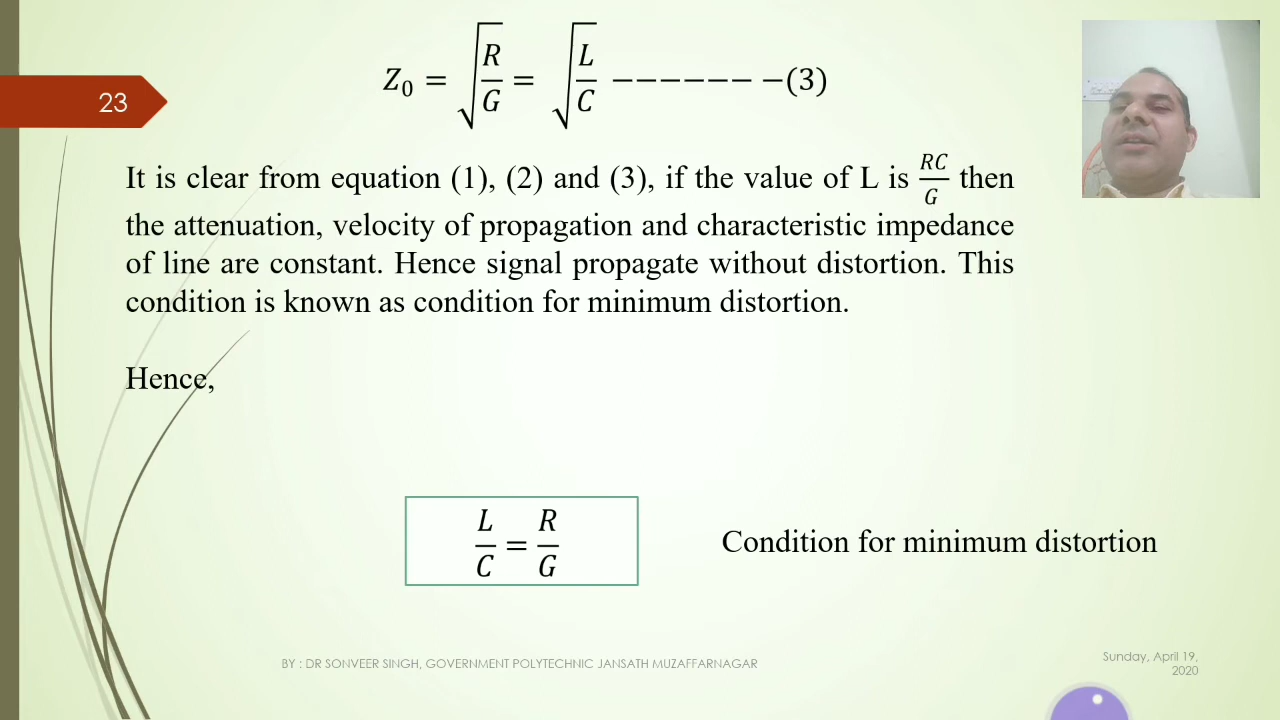 23
Z₀ = √(R/G) = √(L/C) −−−−−−−(3)
It is clear from equation (1), (2) and (3), if the value of L is RC/G then
the attenuation, velocity of propagation and characteristic impedance
of line are constant. Hence signal propagate without distortion. This
condition is known as condition for minimum distortion.
Hence,
L/C = R/G
Condition for minimum distortion
BY : DR SONVEER SINGH, GOVERNMENT POLYTECHNIC JANSATH MUZAFFARNAGAR
Sunday, April 19,
2020